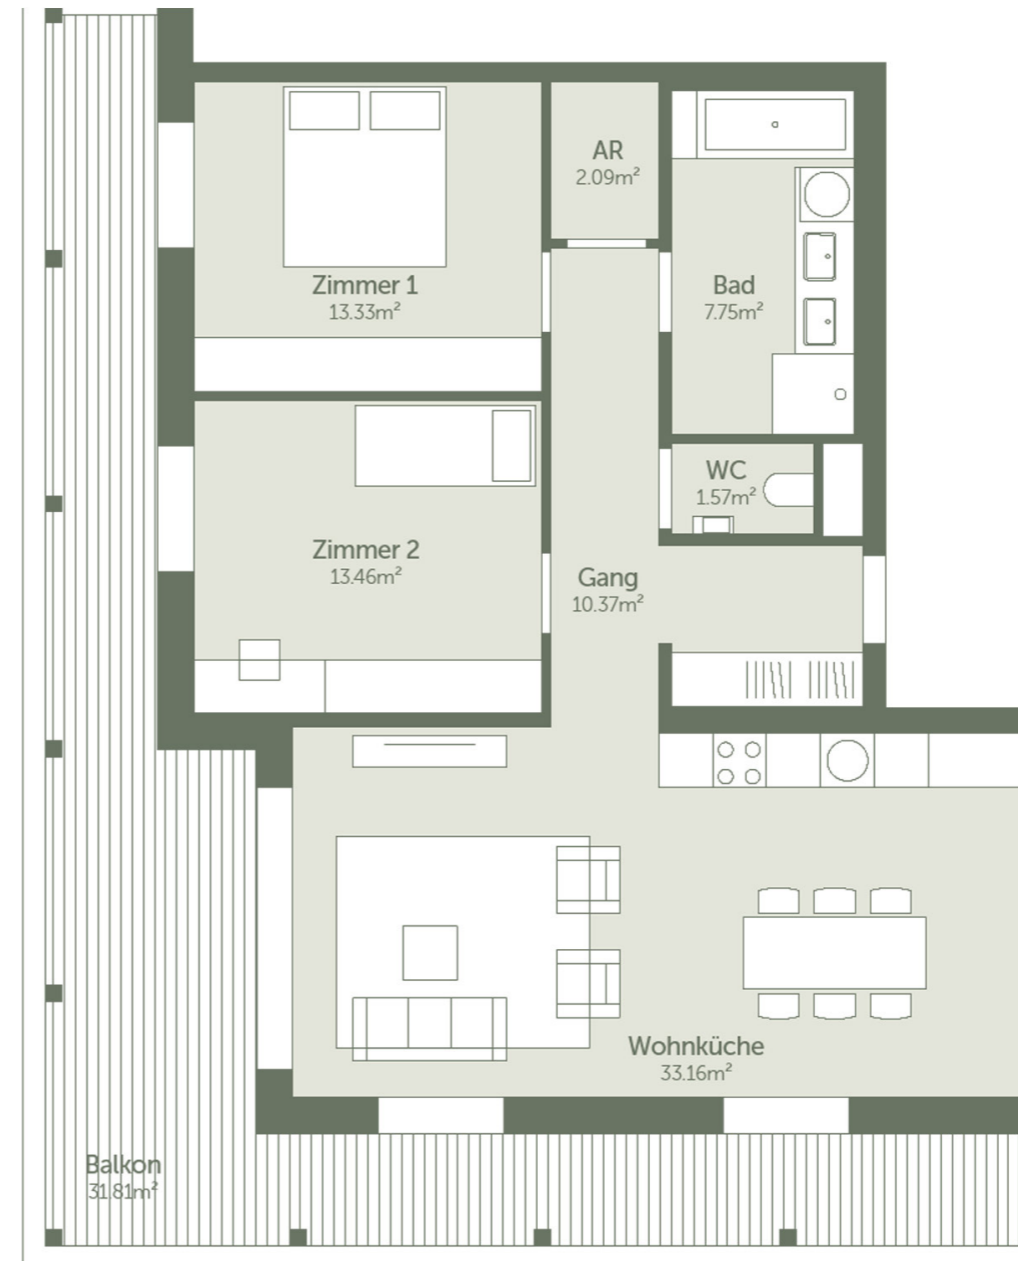 AR
2.09m²
Zimmer 1
13.33m²
Bad
7.75m²
WC
1.57m²
Zimmer 2
13.46m²
Gang
10.37m²
Wohnküche
33.16m²
Balkon
31.81m²